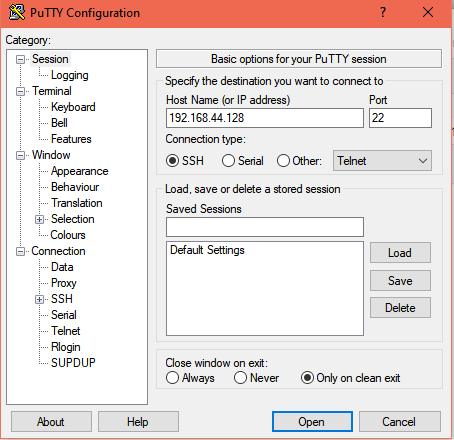 PuTTY Configuration
? X
Category:
Session
Logging
Terminal
Keyboard
Bell
Features
Window
Appearance
Behaviour
Translation
Selection
Colours
Connection
Data
Proxy
SSH
Serial
Telnet
Rlogin
SUPDUP
Basic options for your PuTTY session
Specify the destination you want to connect to
Host Name (or IP address) Port
192.168.44.128 22
Connection type:
SSH Serial Other: Telnet
Load, save or delete a stored session
Saved Sessions
Default Settings
Load
Save
Delete
Close window on exit:
Always Never Only on clean exit
About Help Open Cancel